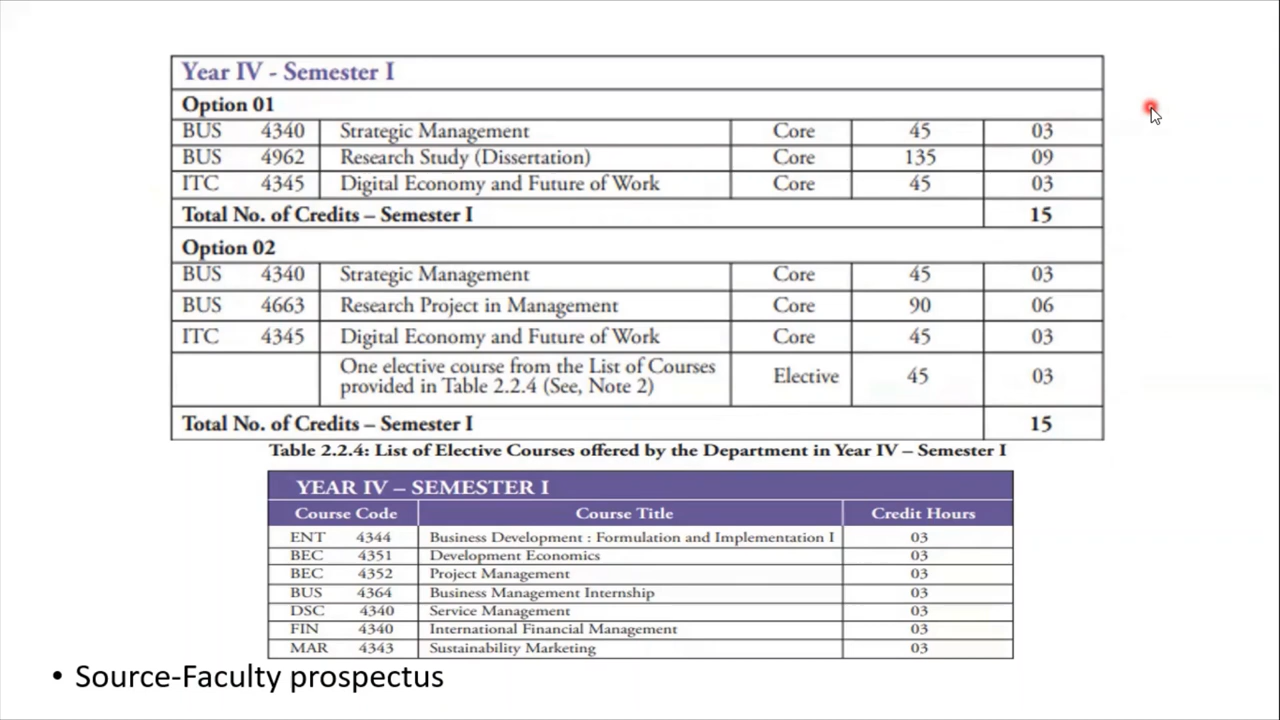 Year IV - Semester I
Option 01
BUS 4340 Strategic Management Core 45 03
BUS 4962 Research Study (Dissertation) Core 135 09
ITC 4345 Digital Economy and Future of Work Core 45 03
Total No. of Credits – Semester I 15
Option 02
BUS 4340 Strategic Management Core 45 03
BUS 4663 Research Project in Management Core 90 06
ITC 4345 Digital Economy and Future of Work Core 45 03
One elective course from the List of Courses
provided in Table 2.2.4 (See, Note 2) Elective 45 03
Total No. of Credits – Semester I 15
Table 2.2.4: List of Elective Courses offered by the Department in Year IV – Semester I
YEAR IV – SEMESTER I
Course Code Course Title Credit Hours
ENT 4344 Business Development : Formulation and Implementation I 03
BEC 4351 Development Economics 03
BEC 4352 Project Management 03
BUS 4364 Business Management Internship 03
DSC 4340 Service Management 03
FIN 4340 International Financial Management 03
MAR 4343 Sustainability Marketing 03
• Source-Faculty prospectus